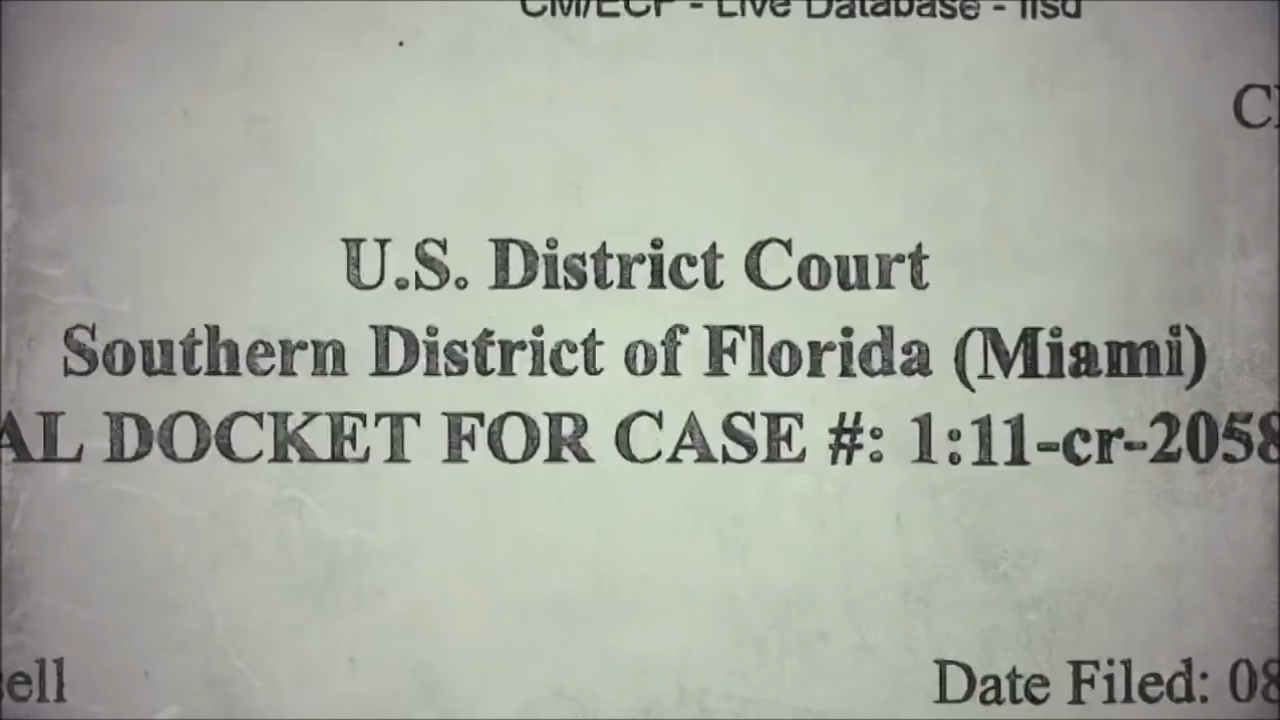 CM/ECF - Live Database - flsd
U.S. District Court
Southern District of Florida (Miami)
AL DOCKET FOR CASE #: 1:11-cr-2058
ell
Date Filed: 08